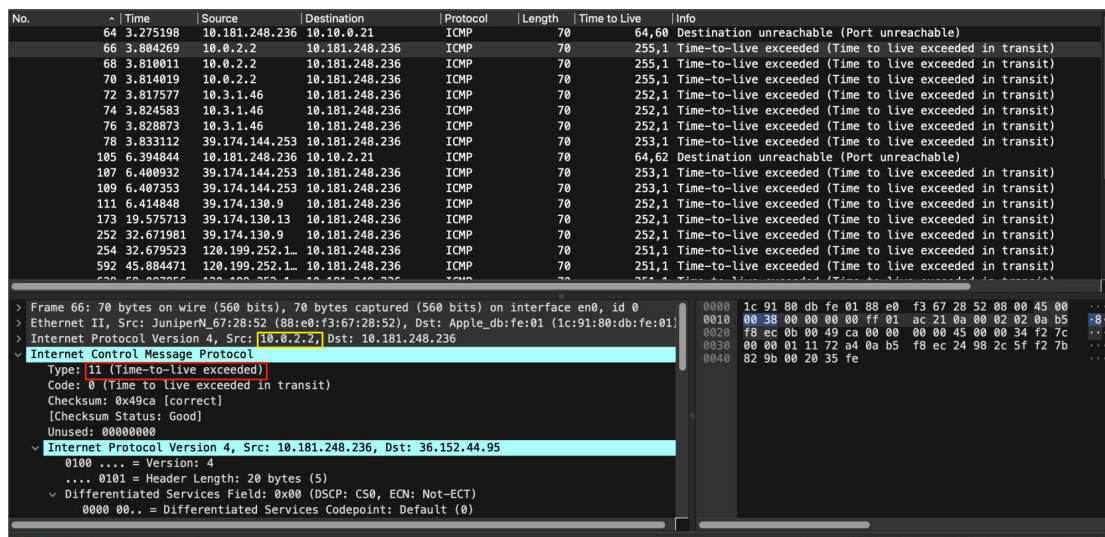 No. ^ Time Source Destination Protocol Length Time to Live Info
64 3.275198 10.181.248.236 10.10.0.21 ICMP 70 64,60 Destination unreachable (Port unreachable)
66 3.804269 10.0.2.2 10.181.248.236 ICMP 70 255,1 Time-to-live exceeded (Time to live exceeded in transit)
68 3.810011 10.0.2.2 10.181.248.236 ICMP 70 255,1 Time-to-live exceeded (Time to live exceeded in transit)
70 3.814019 10.0.2.2 10.181.248.236 ICMP 70 255,1 Time-to-live exceeded (Time to live exceeded in transit)
72 3.817577 10.3.1.46 10.181.248.236 ICMP 70 252,1 Time-to-live exceeded (Time to live exceeded in transit)
74 3.824583 10.3.1.46 10.181.248.236 ICMP 70 252,1 Time-to-live exceeded (Time to live exceeded in transit)
76 3.828873 10.3.1.46 10.181.248.236 ICMP 70 252,1 Time-to-live exceeded (Time to live exceeded in transit)
78 3.833112 39.174.144.253 10.181.248.236 ICMP 70 253,1 Time-to-live exceeded (Time to live exceeded in transit)
105 6.394844 10.181.248.236 10.10.2.21 ICMP 70 64,62 Destination unreachable (Port unreachable)
107 6.400932 39.174.144.253 10.181.248.236 ICMP 70 253,1 Time-to-live exceeded (Time to live exceeded in transit)
109 6.407353 39.174.144.253 10.181.248.236 ICMP 70 253,1 Time-to-live exceeded (Time to live exceeded in transit)
111 6.414848 39.174.130.9 10.181.248.236 ICMP 70 252,1 Time-to-live exceeded (Time to live exceeded in transit)
173 19.575713 39.174.130.13 10.181.248.236 ICMP 70 252,1 Time-to-live exceeded (Time to live exceeded in transit)
252 32.671981 39.174.130.9 10.181.248.236 ICMP 70 252,1 Time-to-live exceeded (Time to live exceeded in transit)
254 32.679523 120.199.252.1… 10.181.248.236 ICMP 70 251,1 Time-to-live exceeded (Time to live exceeded in transit)
592 45.884471 120.199.252.1… 10.181.248.236 ICMP 70 251,1 Time-to-live exceeded (Time to live exceeded in transit)
> Frame 66: 70 bytes on wire (560 bits), 70 bytes captured (560 bits) on interface en0, id 0
> Ethernet II, Src: JuniperN_67:28:52 (88:e0:f3:67:28:52), Dst: Apple_db:fe:01 (1c:91:80:db:fe:01)
> Internet Protocol Version 4, Src: 10.0.2.2, Dst: 10.181.248.236
Internet Control Message Protocol
Type: 11 (Time-to-live exceeded)
Code: 0 (Time to live exceeded in transit)
Checksum: 0x49ca [correct]
[Checksum Status: Good]
Unused: 00000000
Internet Protocol Version 4, Src: 10.181.248.236, Dst: 36.152.44.95
0100 .... = Version: 4
.... 0101 = Header Length: 20 bytes (5)
Differentiated Services Field: 0x00 (DSCP: CS0, ECN: Not-ECT)
0000 00.. = Differentiated Services Codepoint: Default (0)
0000 1c 91 80 db fe 01 88 e0 f3 67 28 52 08 00 45 00 ···
0010 00 38 00 00 00 00 ff 01 ac 21 0a 00 02 02 0a b5 ·8·
0020 f8 ec 0b 00 49 ca 00 00 00 00 45 00 00 34 f2 7c ···
0030 00 00 01 11 72 a4 0a b5 f8 ec 24 98 2c 5f f2 7b ···
0040 82 9b 00 20 35 fe ···